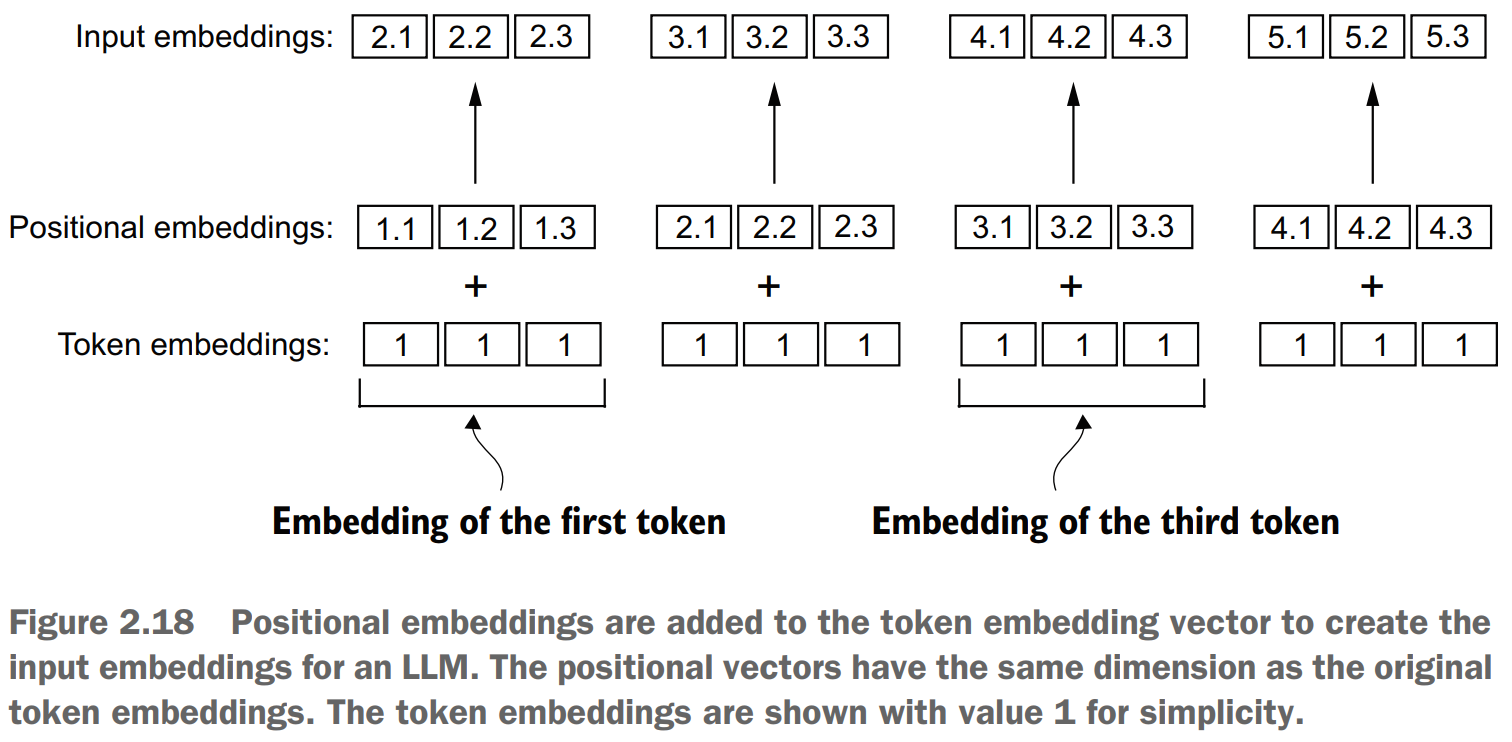 Input embeddings: 2.1 2.2 2.3 3.1 3.2 3.3 4.1 4.2 4.3 5.1 5.2 5.3
Positional embeddings: 1.1 1.2 1.3 2.1 2.2 2.3 3.1 3.2 3.3 4.1 4.2 4.3
+ + + +
Token embeddings: 1 1 1 1 1 1 1 1 1 1 1 1
Embedding of the first token Embedding of the third token
Figure 2.18 Positional embeddings are added to the token embedding vector to create the
input embeddings for an LLM. The positional vectors have the same dimension as the original
token embeddings. The token embeddings are shown with value 1 for simplicity.